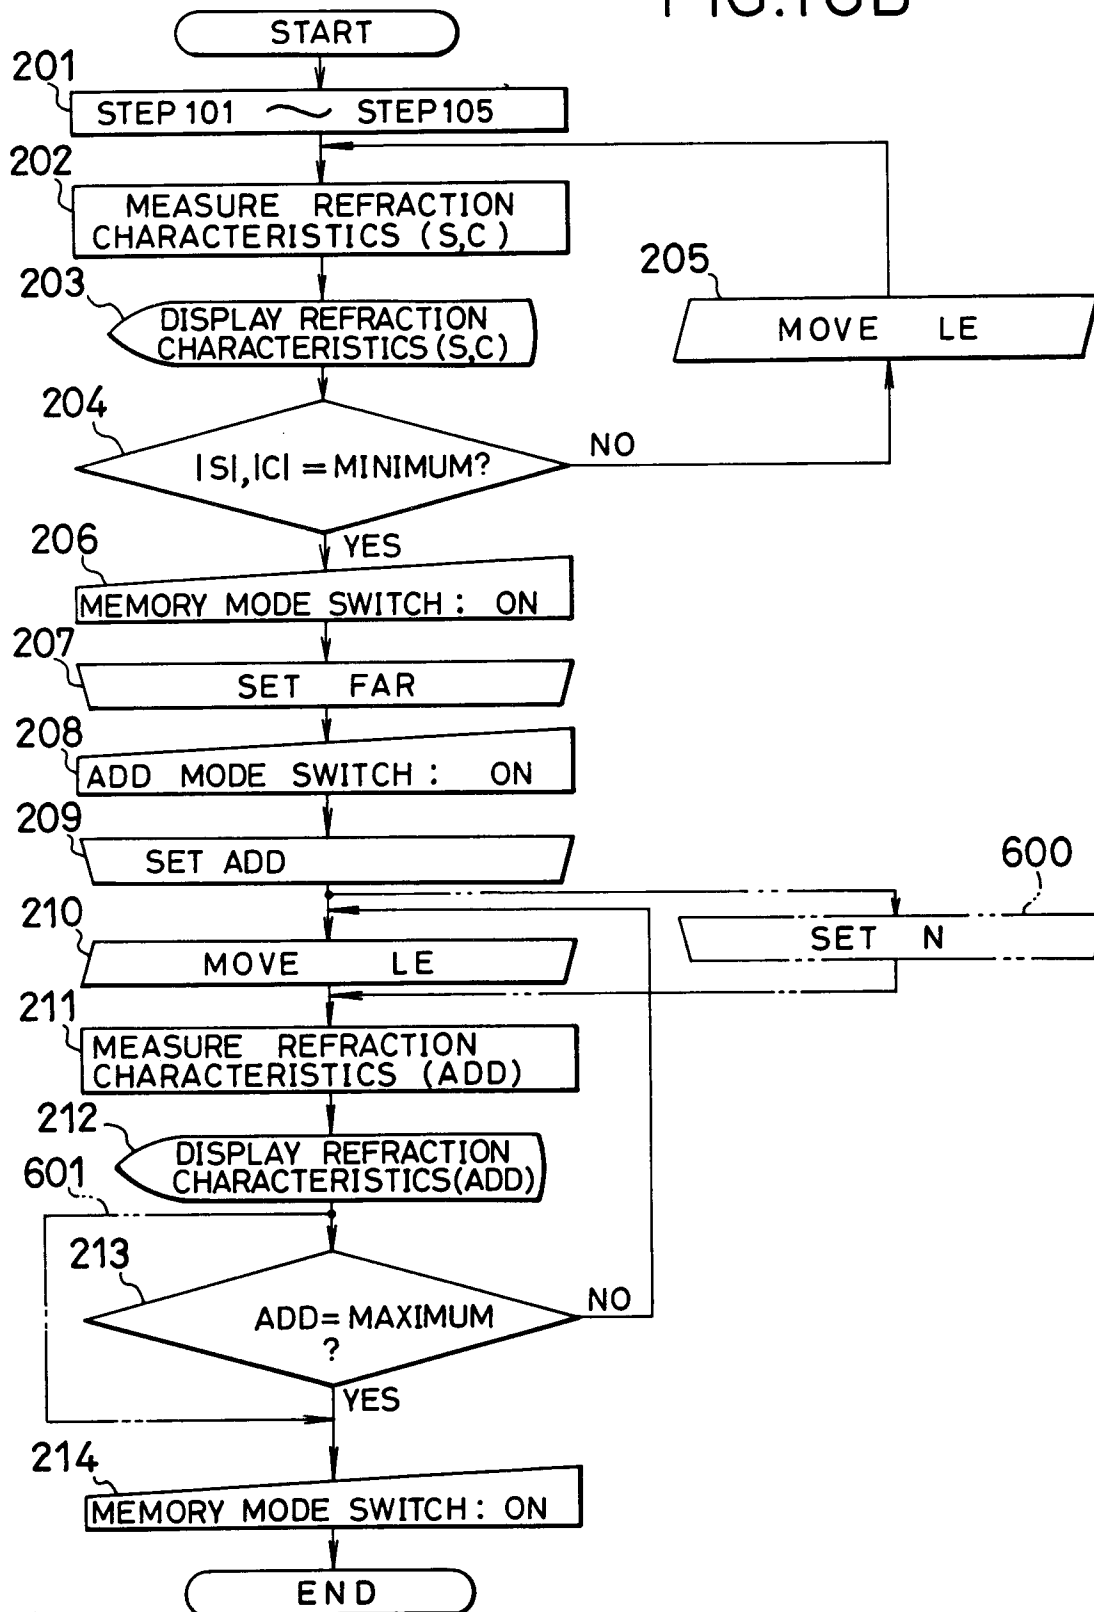 FIG.16B
START
201
STEP 101 ~ STEP 105
202
MEASURE REFRACTION
CHARACTERISTICS (S,C)
203
DISPLAY REFRACTION
CHARACTERISTICS (S,C)
205
MOVE LE
204
|S|,|C| = MINIMUM?
NO
YES
206
MEMORY MODE SWITCH : ON
207
SET FAR
208
ADD MODE SWITCH : ON
209
SET ADD
600
SET N
210
MOVE LE
211
MEASURE REFRACTION
CHARACTERISTICS (ADD)
212
DISPLAY REFRACTION
CHARACTERISTICS(ADD)
601
213
ADD=MAXIMUM
?
NO
YES
214
MEMORY MODE SWITCH : ON
END